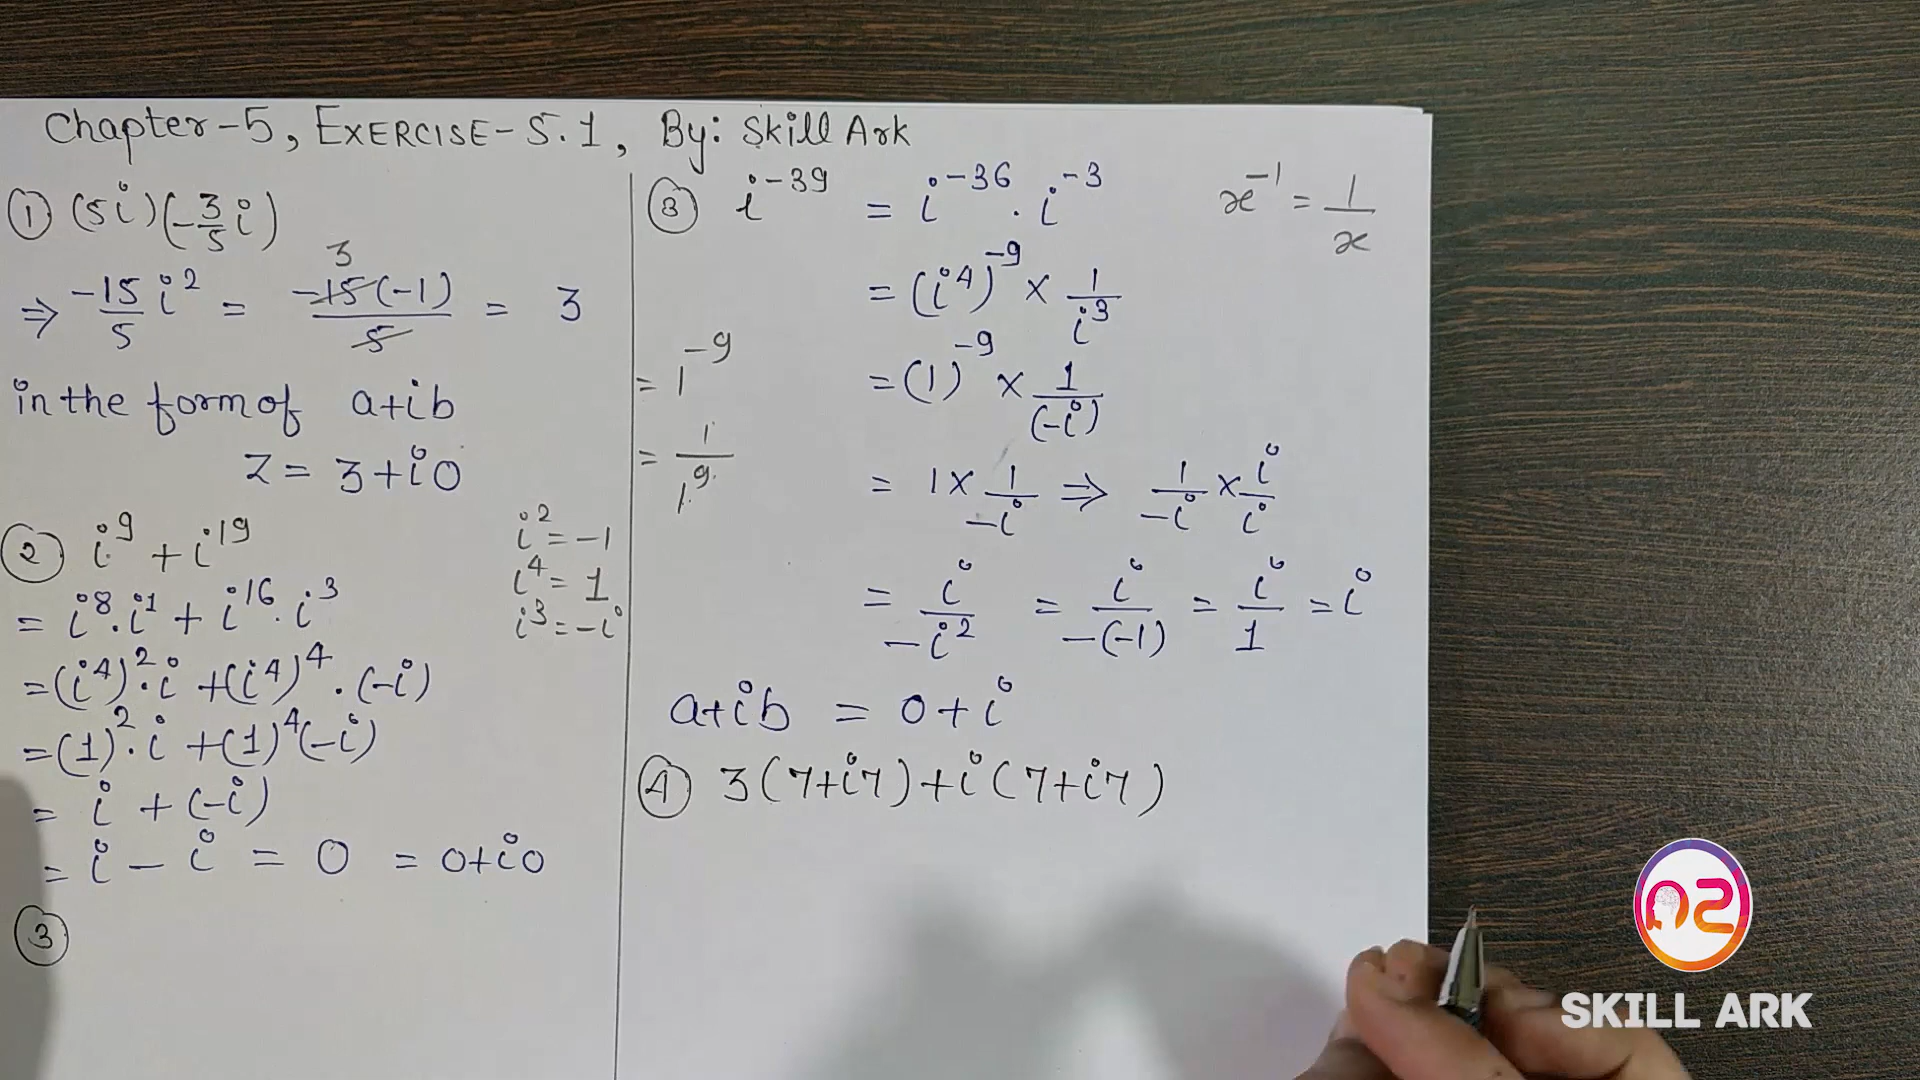 Chapter-5, EXERCISE-5.1, By: Skill Ark
① (5i)(-3/5 i)
3
⇒ -15/5 i² = -15(-1)/5 = 3
in the form of a+ib
z = 3+i0
② i⁹ + i¹⁹
= i⁸.i¹ + i¹⁶.i³
= (i⁴)².i + (i⁴)⁴.(-i)
= (1)².i + (1)⁴(-i)
= i + (-i)
= i - i = 0 = 0+i0
i² = -1
i⁴ = 1
i³ = -i
③
③ i⁻³⁹ = i⁻³⁶ . i⁻³
x⁻¹ = 1/x
= (i⁴)⁻⁹ × 1/i³
= 1⁻⁹
= 1/1⁹
= (1)⁻⁹ × 1/(-i)
= 1 × 1/-i ⇒ 1/-i × i/i
= i/-i² = i/-(-1) = i/1 = i
a+ib = 0+i
④ 3(7+i7)+i(7+i7)
SKILL ARK